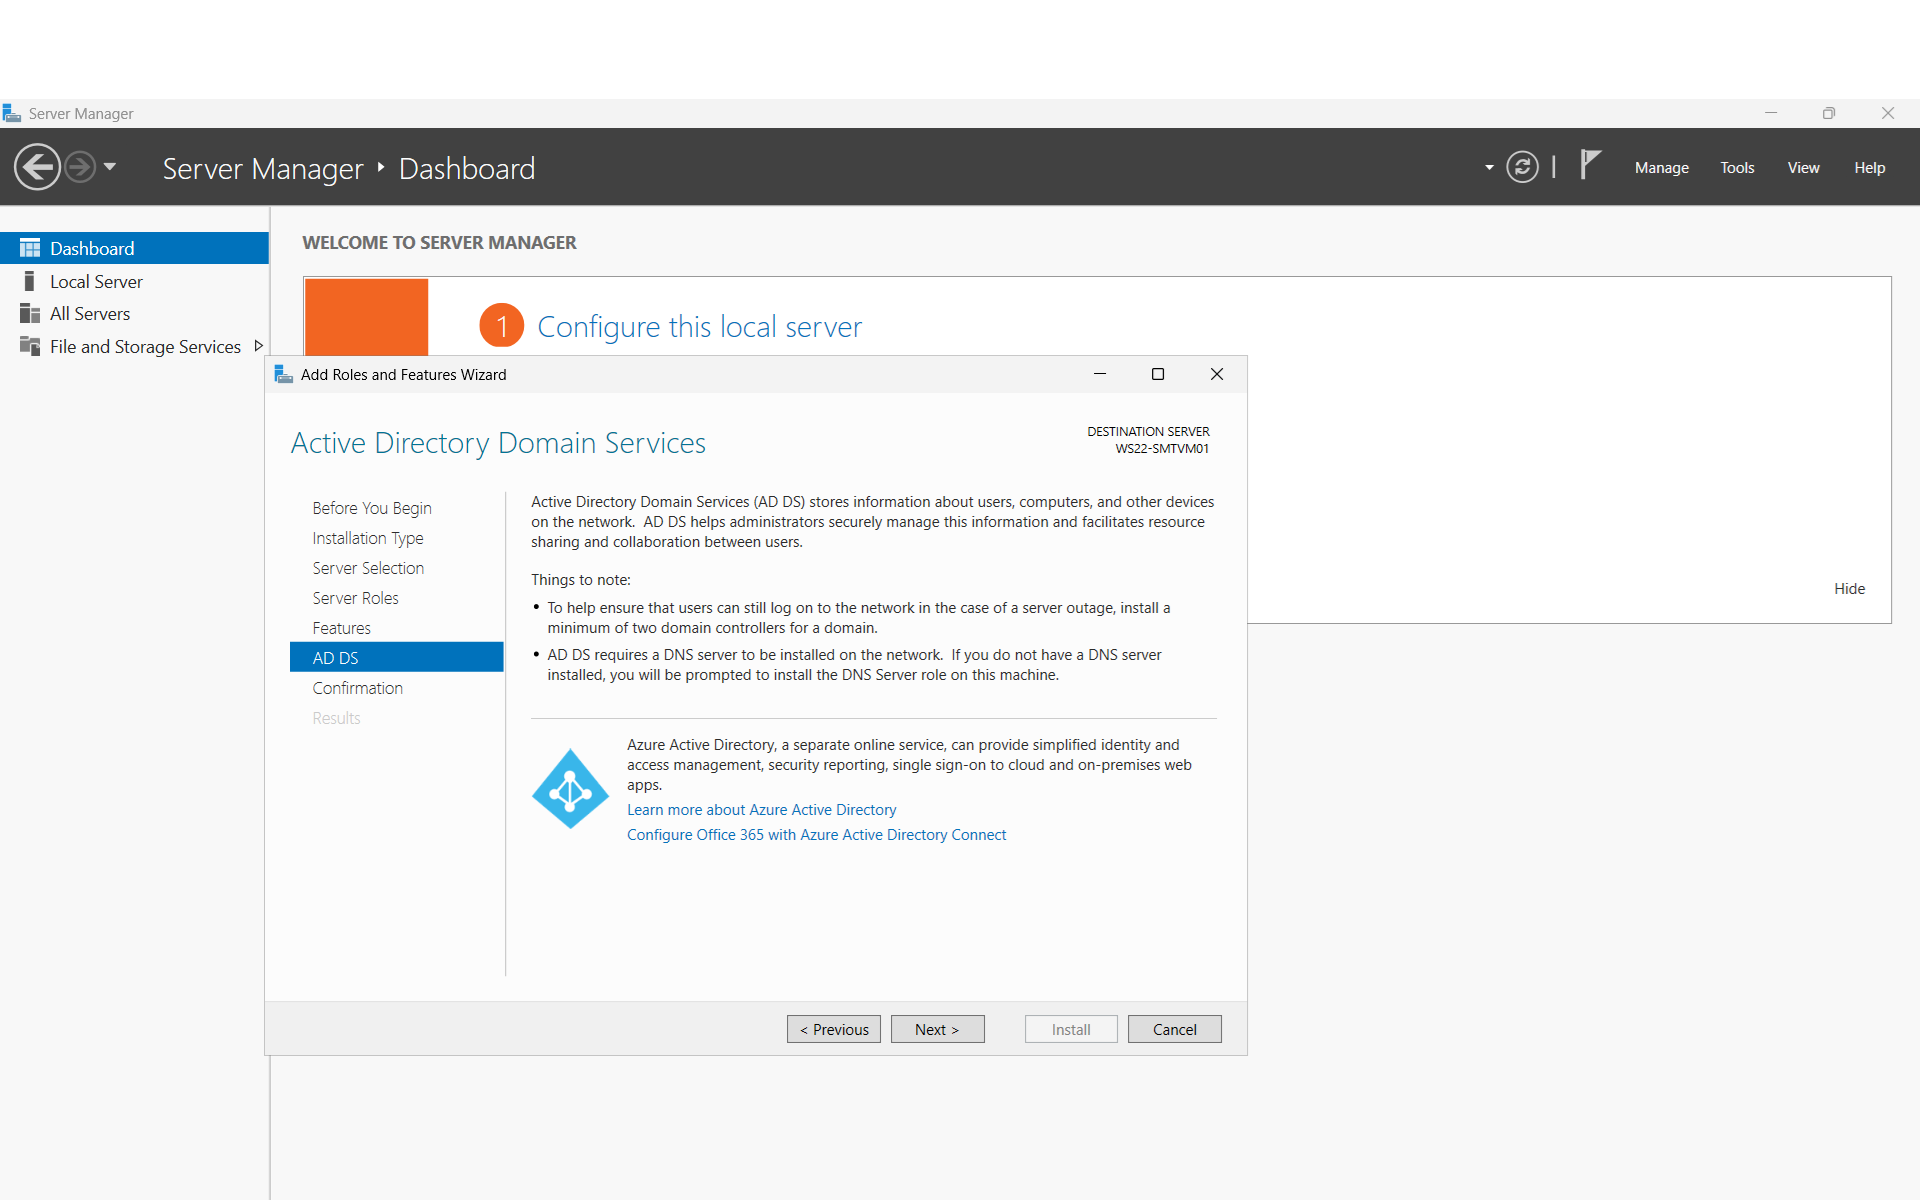 Server Manager
Server Manager Dashboard
Manage Tools View Help
Dashboard
Local Server
All Servers
File and Storage Services
WELCOME TO SERVER MANAGER
1 Configure this local server
Hide
Add Roles and Features Wizard
Active Directory Domain Services
DESTINATION SERVER
WS22-SMTVM01
Before You Begin
Installation Type
Server Selection
Server Roles
Features
AD DS
Confirmation
Results
Active Directory Domain Services (AD DS) stores information about users, computers, and other devices
on the network. AD DS helps administrators securely manage this information and facilitates resource
sharing and collaboration between users.
Things to note:
• To help ensure that users can still log on to the network in the case of a server outage, install a
minimum of two domain controllers for a domain.
• AD DS requires a DNS server to be installed on the network. If you do not have a DNS server
installed, you will be prompted to install the DNS Server role on this machine.
Azure Active Directory, a separate online service, can provide simplified identity and
access management, security reporting, single sign-on to cloud and on-premises web
apps.
Learn more about Azure Active Directory
Configure Office 365 with Azure Active Directory Connect
< Previous Next > Install Cancel